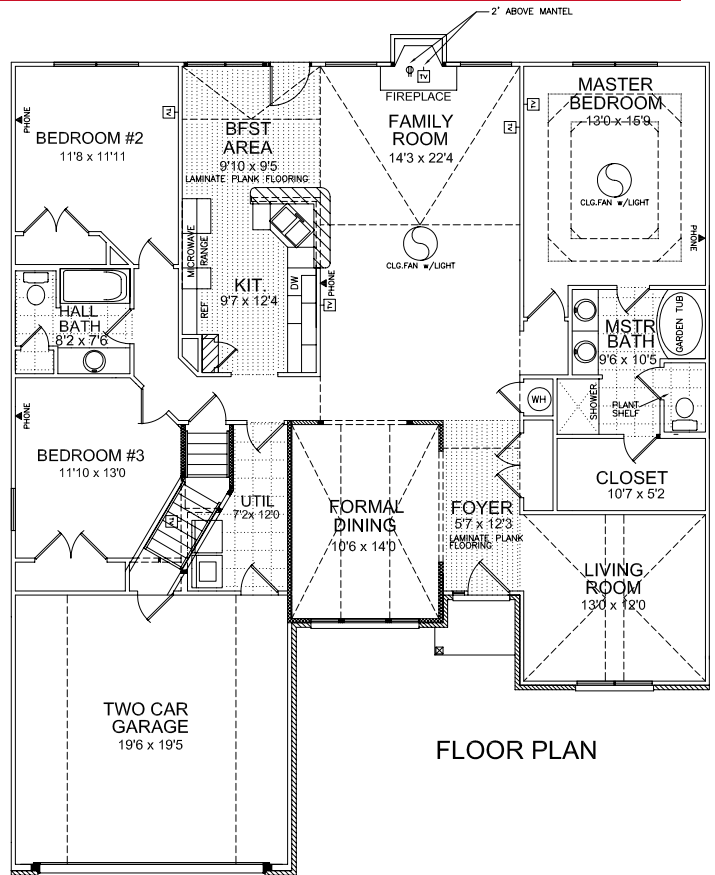 2' ABOVE MANTEL
TV
FIREPLACE
PHONE
TV
BEDROOM #2
11'8 x 11'11
BFST
AREA
9'10 x 9'5
LAMINATE PLANK FLOORING
FAMILY
ROOM
14'3 x 22'4
TV
TV
MASTER
BEDROOM
13'0 x 15'9
CLG.FAN w/LIGHT
PHONE
CLG.FAN w/LIGHT
MICROWAVE
RANGE
REF.
KIT.
9'7 x 12'4
DW
PHONE
TV
HALL
BATH
8'2 x 7'6
MSTR
BATH
9'6 x 10'5
GARDEN TUB
WH
SHOWER
PLANT
SHELF
PHONE
BEDROOM #3
11'10 x 13'0
TV
UTIL
7'2x 12'0
FORMAL
DINING
10'6 x 14'0
FOYER
5'7 x 12'3
LAMINATE PLANK
FLOORING
CLOSET
10'7 x 5'2
LIVING
ROOM
13'0 x 12'0
TWO CAR
GARAGE
19'6 x 19'5
FLOOR PLAN